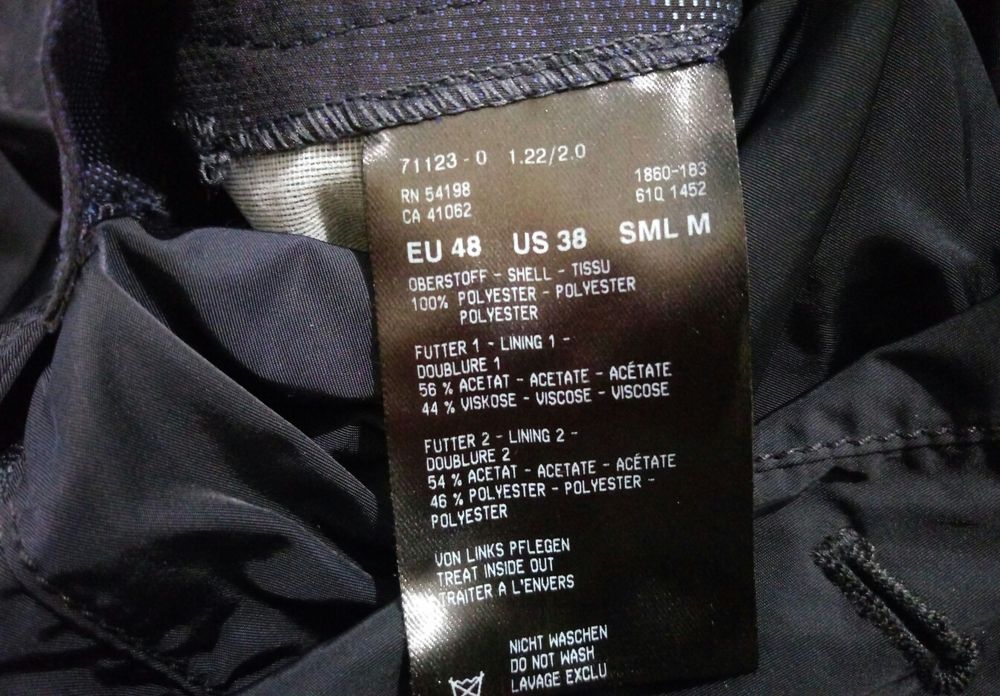 71123 - 0 1.22/2.0
RN 54198 1860-183
CA 41062 61Q 1452
EU 48 US 38 SML M
OBERSTOFF - SHELL - TISSU
100% POLYESTER - POLYESTER
POLYESTER
FUTTER 1 - LINING 1 -
DOUBLURE 1
56 % ACETAT - ACETATE - ACÉTATE
44 % VISKOSE - VISCOSE - VISCOSE
FUTTER 2 - LINING 2 -
DOUBLURE 2
54 % ACETAT - ACETATE - ACÉTATE
46 % POLYESTER - POLYESTER -
POLYESTER
VON LINKS PFLEGEN
TREAT INSIDE OUT
TRAITER A L'ENVERS
NICHT WASCHEN
DO NOT WASH
LAVAGE EXCLU